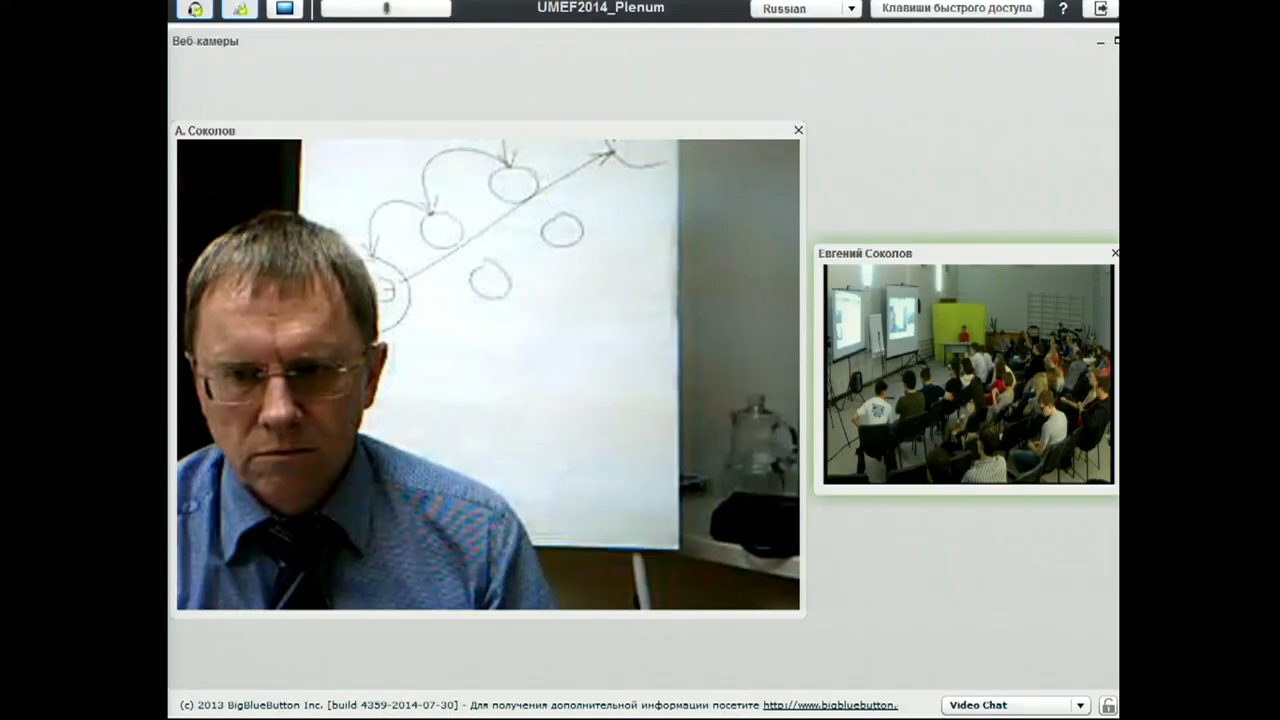 UMEF2014_Plenum
Russian
Клавиши быстрого доступа
?
Веб камеры
А. Соколов
Евгений Соколов
Э
(c) 2013 BigBlueButton Inc. [build 4359-2014-07-30] - Для получения дополнительной информации посетите http://www.bigbluebutton.
Video Chat